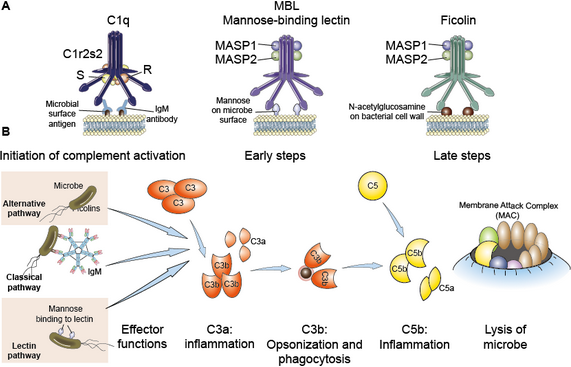 A
C1q
C1r2s2
S
R
Microbial
surface
antigen
IgM
antibody
MBL
Mannose-binding lectin
MASP1
MASP2
Mannose
on microbe
surface
Ficolin
MASP1
MASP2
N-acetylglucosamine
on bacterial cell wall
B
Initiation of complement activation
Early steps
Late steps
Microbe
Alternative
pathway
icolins
Classical
pathway
IgM
Mannose
binding to lectin
Lectin pathway
C3
C3
C3
C3a
C3b
C3b
C3b
C3b
C3b
C5
C5b
C5b
C5a
Membrane Attack Complex
(MAC)
Effector
functions
C3a:
inflammation
C3b:
Opsonization and
phagocytosis
C5b:
Inflammation
Lysis of
microbe